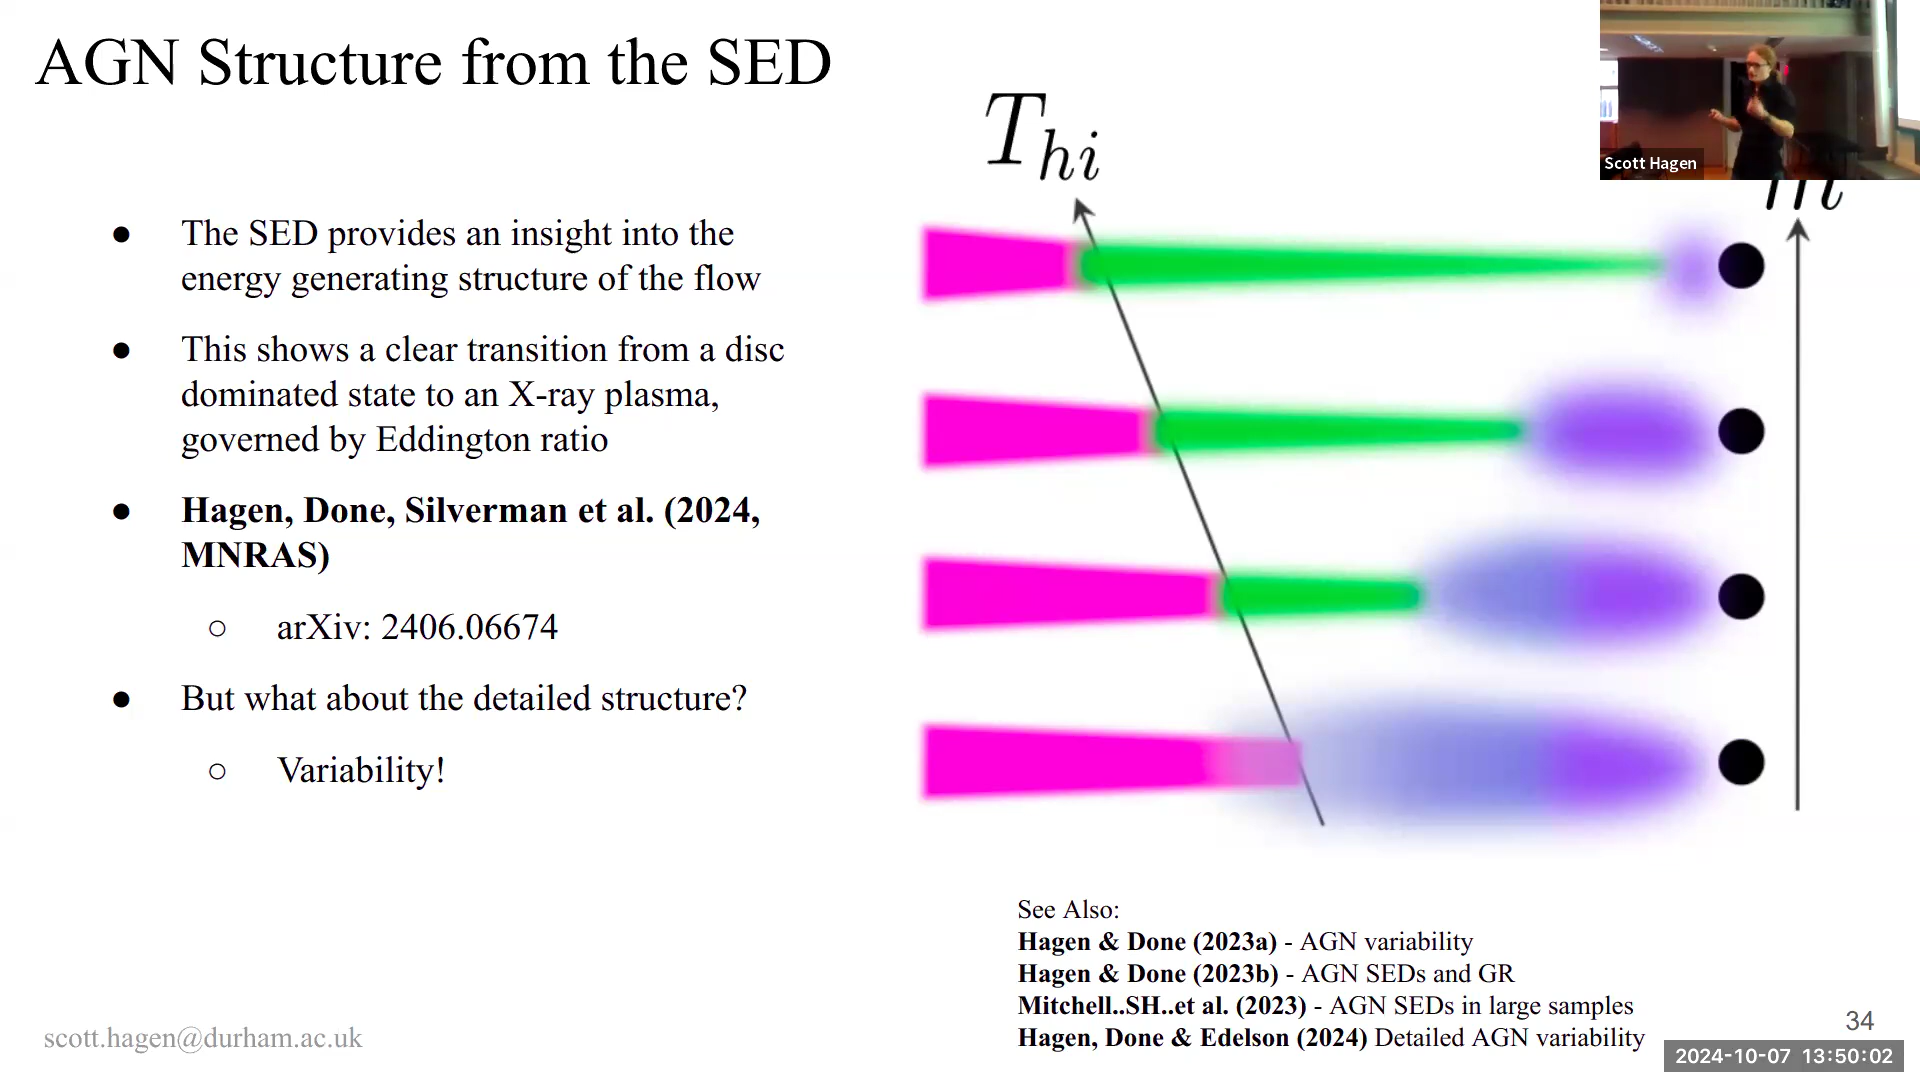 AGN Structure from the SED
● The SED provides an insight into the
energy generating structure of the flow
● This shows a clear transition from a disc
dominated state to an X-ray plasma,
governed by Eddington ratio
● Hagen, Done, Silverman et al. (2024,
MNRAS)
○ arXiv: 2406.06674
● But what about the detailed structure?
○ Variability!
T_hi
Scott Hagen
See Also:
Hagen & Done (2023a) - AGN variability
Hagen & Done (2023b) - AGN SEDs and GR
Mitchell..SH..et al. (2023) - AGN SEDs in large samples
Hagen, Done & Edelson (2024) Detailed AGN variability
scott.hagen@durham.ac.uk
34
2024-10-07 13:50:02